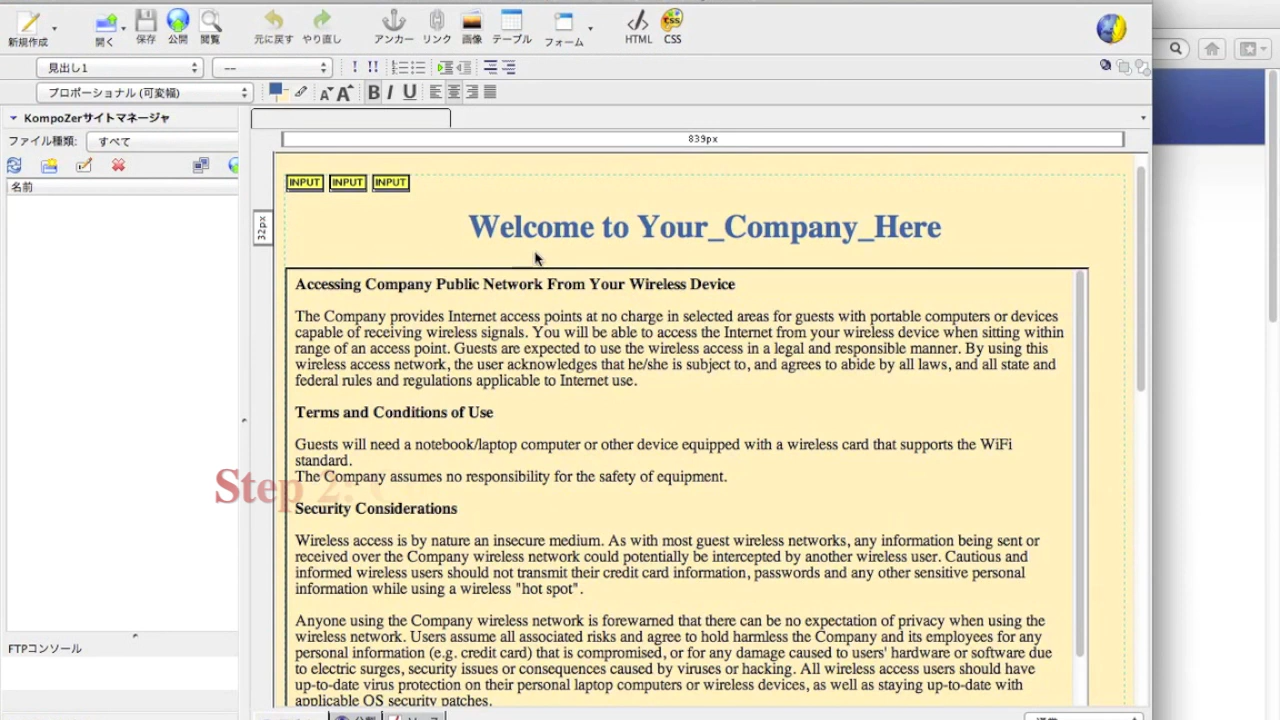 新規作成 開く 保存 公開 閲覧 元に戻す やり直し アンカー リンク 画像 テーブル フォーム HTML CSS
見出し1 -- ! !!
プロポーショナル (可変幅) A A B I U
KompoZerサイトマネージャ
ファイル種類: すべて
名前
839px
32px
INPUT INPUT INPUT
Welcome to Your_Company_Here
Accessing Company Public Network From Your Wireless Device
The Company provides Internet access points at no charge in selected areas for guests with portable computers or devices
capable of receiving wireless signals. You will be able to access the Internet from your wireless device when sitting within
range of an access point. Guests are expected to use the wireless access in a legal and responsible manner. By using this
wireless access network, the user acknowledges that he/she is subject to, and agrees to abide by all laws, and all state and
federal rules and regulations applicable to Internet use.
Terms and Conditions of Use
Guests will need a notebook/laptop computer or other device equipped with a wireless card that supports the WiFi
standard.
The Company assumes no responsibility for the safety of equipment.
Step 2:
Security Considerations
Wireless access is by nature an insecure medium. As with most guest wireless networks, any information being sent or
received over the Company wireless network could potentially be intercepted by another wireless user. Cautious and
informed wireless users should not transmit their credit card information, passwords and any other sensitive personal
information while using a wireless "hot spot".
Anyone using the Company wireless network is forewarned that there can be no expectation of privacy when using the
wireless network. Users assume all associated risks and agree to hold harmless the Company and its employees for any
personal information (e.g. credit card) that is compromised, or for any damage caused to users' hardware or software due
to electric surges, security issues or consequences caused by viruses or hacking. All wireless access users should have
up-to-date virus protection on their personal laptop computers or wireless devices, as well as staying up-to-date with
applicable OS security patches.
FTPコンソール